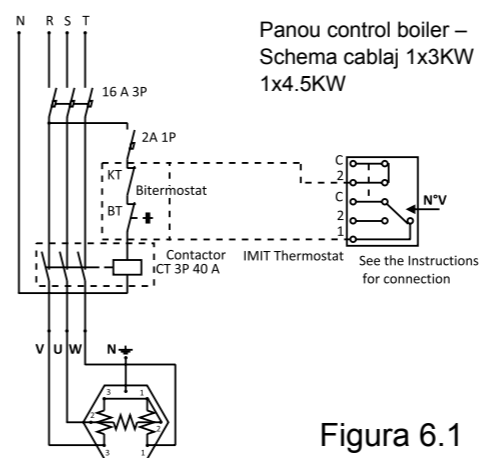 N R S T
Panou control boiler –
Schema cablaj 1x3KW
1x4.5KW
16 A 3P
2A 1P
KT
Bitermostat
BT
C
2
C
2
1
N°V
Contactor
CT 3P 40 A
IMIT Thermostat
See the Instructions
for connection
V U W N
3 1
2 2
3 1
Figura 6.1